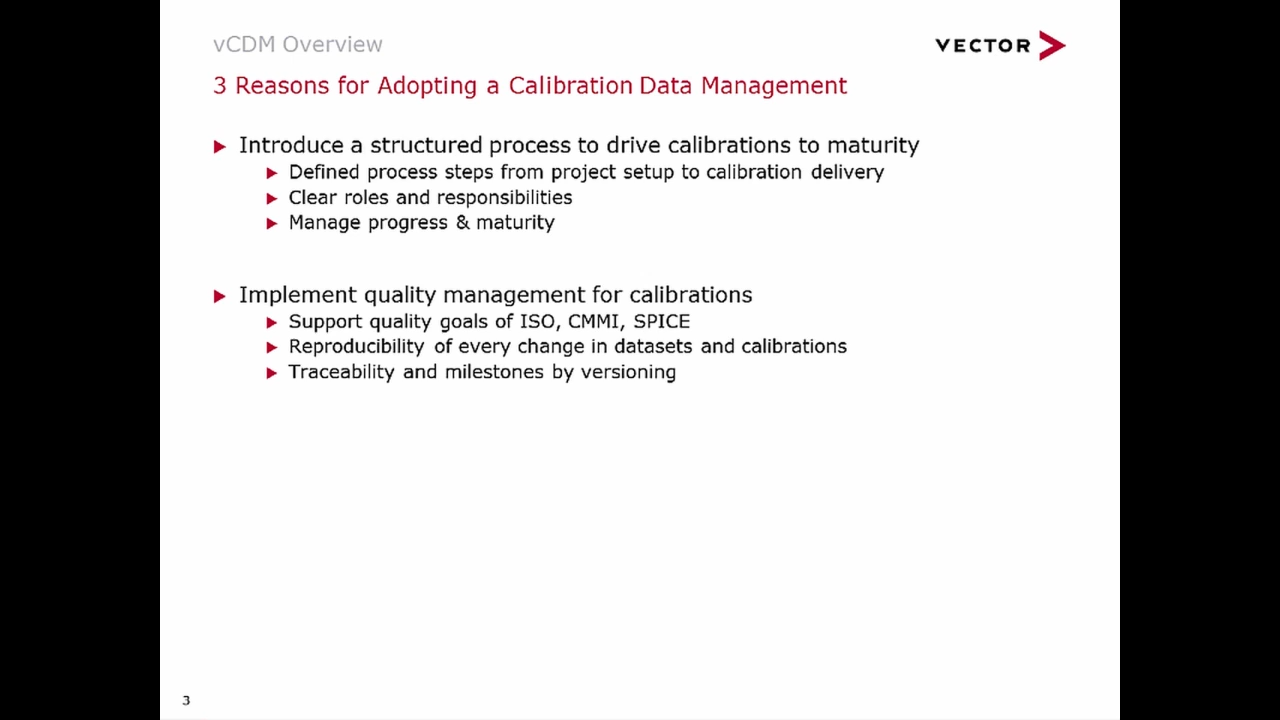 vCDM Overview
VECTOR
3 Reasons for Adopting a Calibration Data Management
Introduce a structured process to drive calibrations to maturity
Defined process steps from project setup to calibration delivery
Clear roles and responsibilities
Manage progress & maturity
Implement quality management for calibrations
Support quality goals of ISO, CMMI, SPICE
Reproducibility of every change in datasets and calibrations
Traceability and milestones by versioning
3